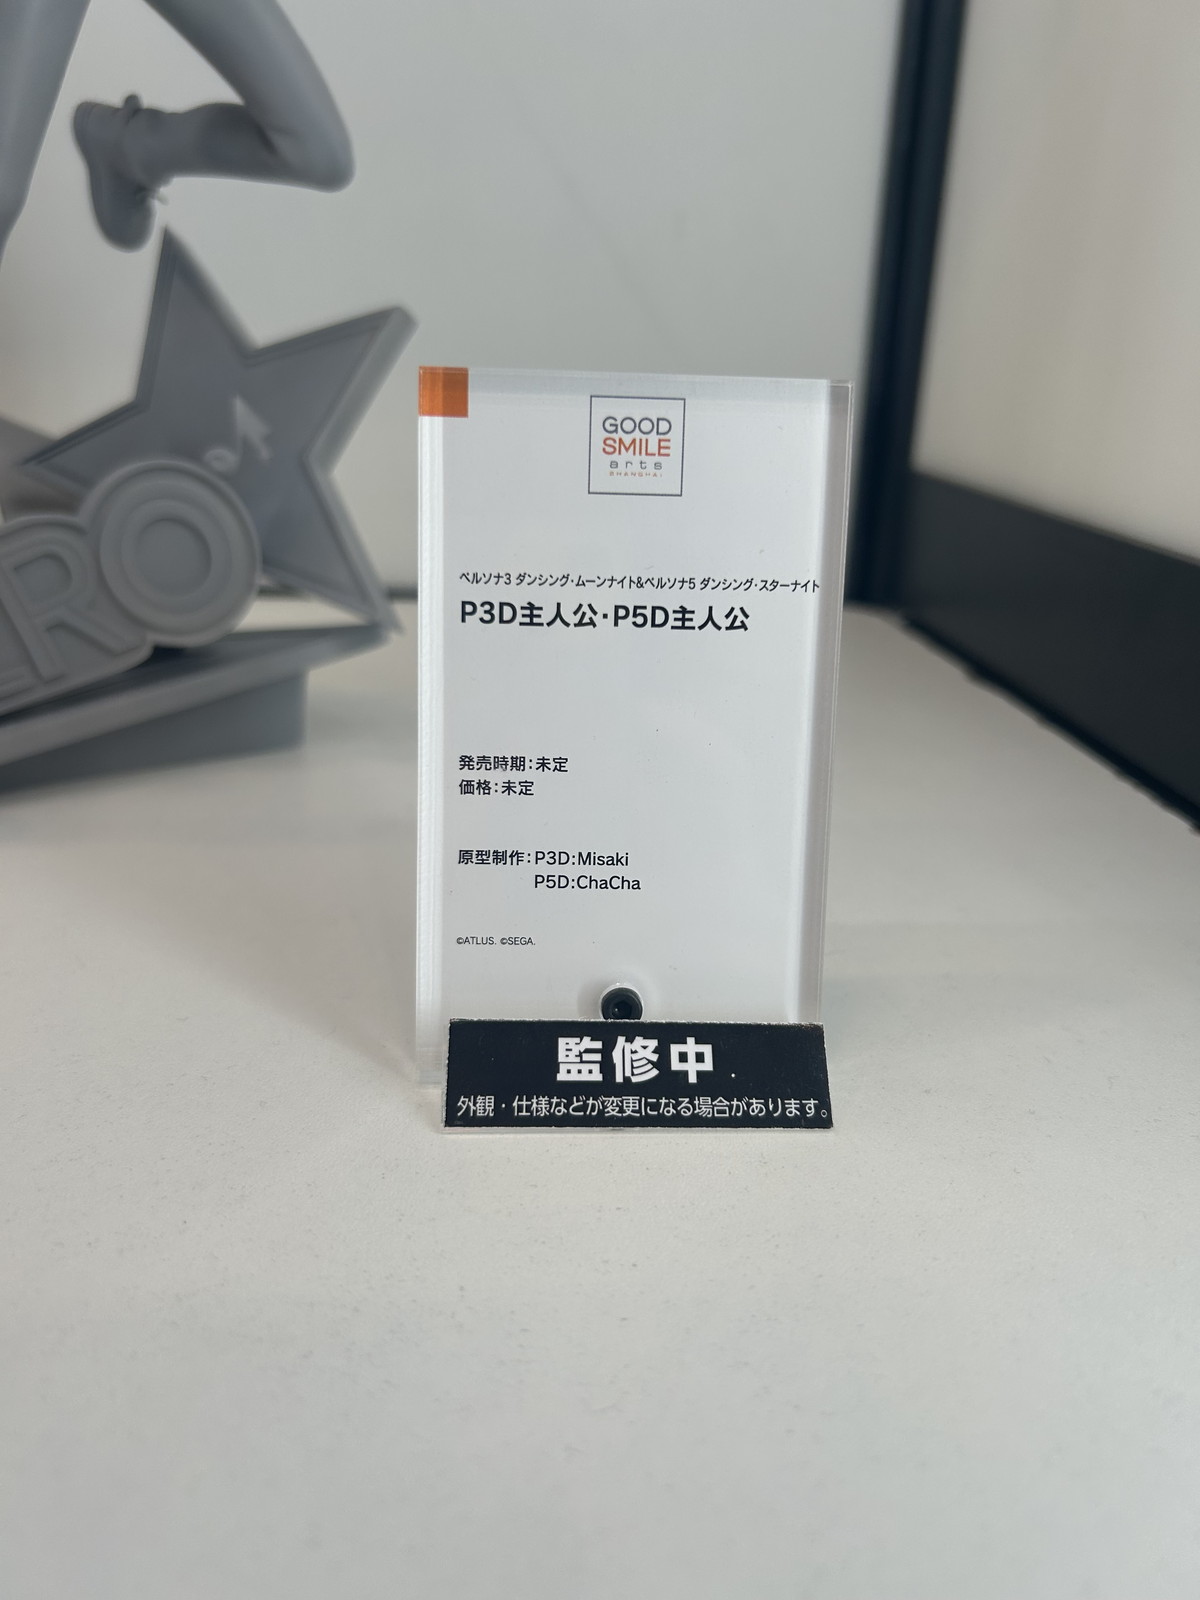 GOOD
SMILE
arts
SHANGHAI
ペルソナ3 ダンシング・ムーンナイト&ペルソナ5 ダンシング・スターナイト
P3D主人公・P5D主人公
発売時期:未定
価格:未定
原型制作:P3D:Misaki
P5D:ChaCha
©ATLUS. ©SEGA.
監修中
外観・仕様などが変更になる場合があります。
RO